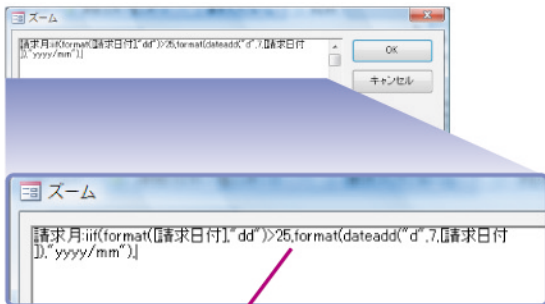 ズーム
請求月:iif(format([請求日付],"dd")>25,format(dateadd("d",7,[請求日付
]),"yyyy/mm"),
OK
キャンセル
ズーム
請求月:iif(format([請求日付],"dd")>25,format(dateadd("d",7,[請求日付
]),"yyyy/mm"),